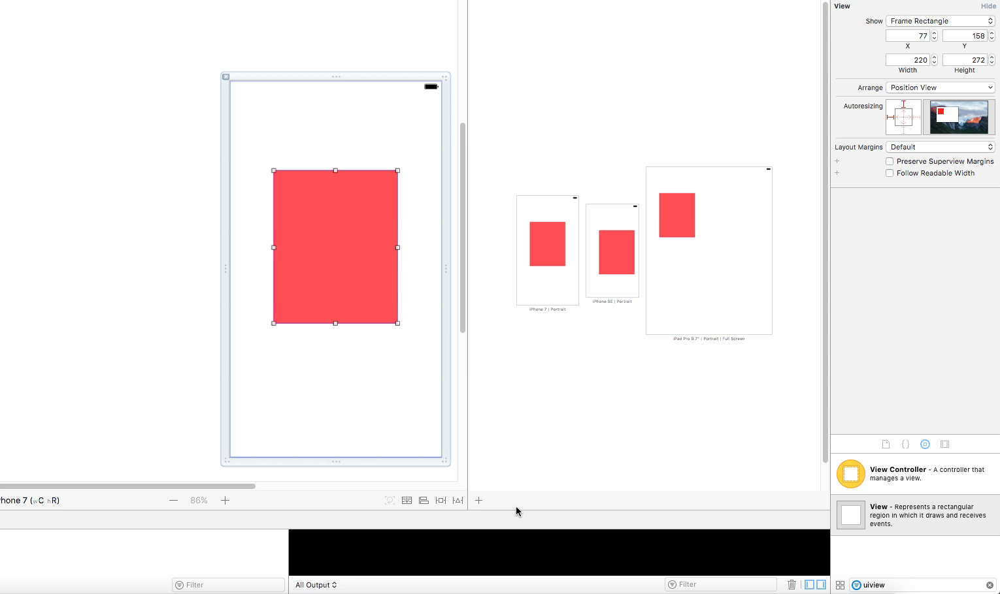 View Hide
Show Frame Rectangle
77 158
X Y
220 272
Width Height
Arrange Position View
Autoresizing
Layout Margins Default
Preserve Superview Margins
Follow Readable Width
iPhone 7 | Portrait
iPhone SE | Portrait
iPad Pro 9.7" | Portrait | Full Screen
View Controller - A controller that
manages a view.
View - Represents a rectangular
region in which it draws and receives
events.
hone 7 (wC hR)
86%
Filter
All Output
Filter
uiview